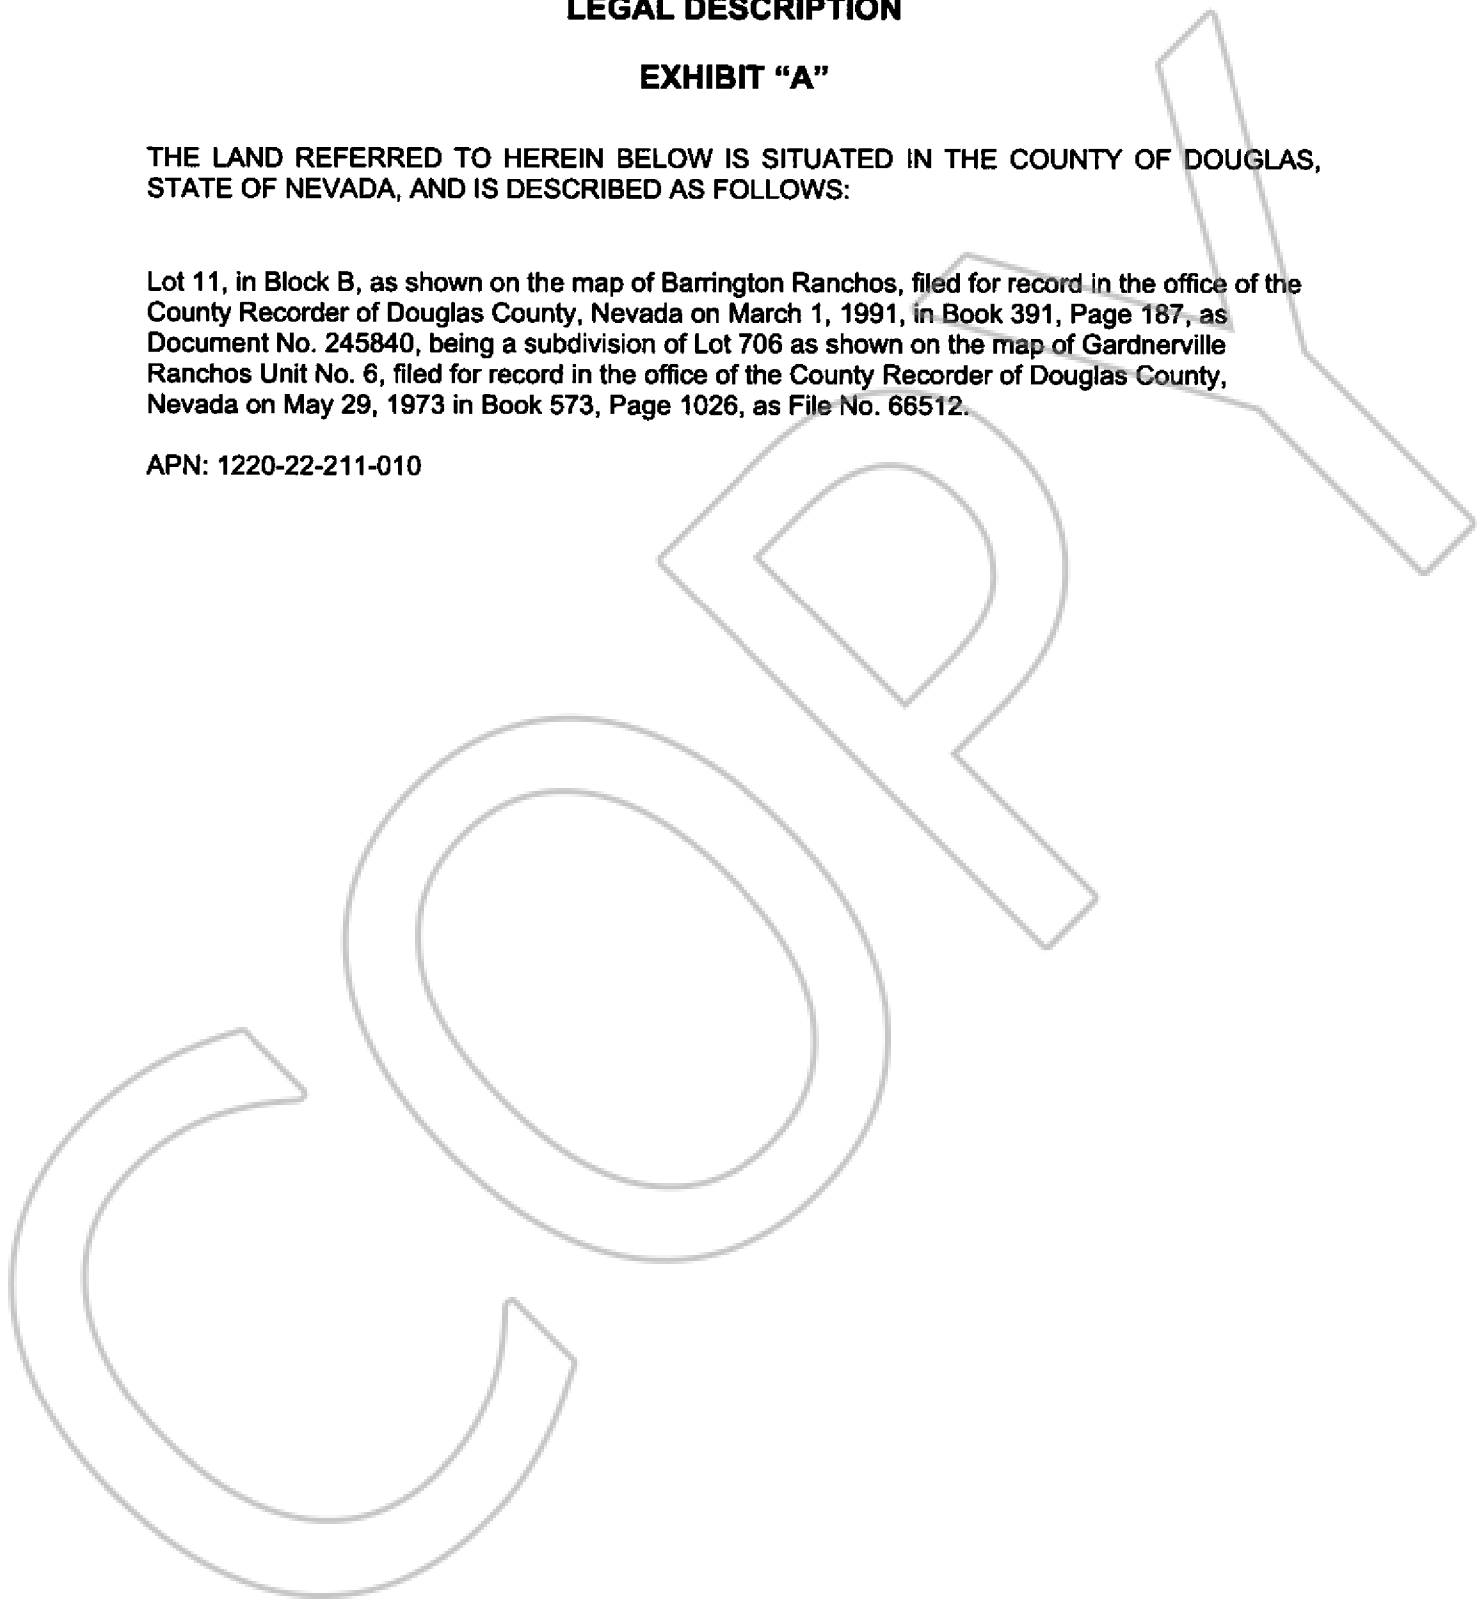 LEGAL DESCRIPTION
EXHIBIT “A”
THE LAND REFERRED TO HEREIN BELOW IS SITUATED IN THE COUNTY OF DOUGLAS,
STATE OF NEVADA, AND IS DESCRIBED AS FOLLOWS:
Lot 11, in Block B, as shown on the map of Barrington Ranchos, filed for record in the office of the
County Recorder of Douglas County, Nevada on March 1, 1991, in Book 391, Page 187, as
Document No. 245840, being a subdivision of Lot 706 as shown on the map of Gardnerville
Ranchos Unit No. 6, filed for record in the office of the County Recorder of Douglas County,
Nevada on May 29, 1973 in Book 573, Page 1026, as File No. 66512.
APN: 1220-22-211-010
COPY